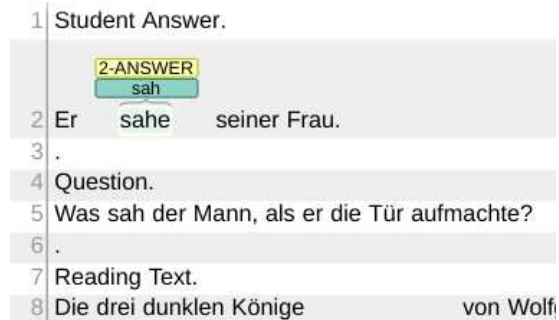 1 Student Answer.
2-ANSWER
sah
2 Er sahe seiner Frau.
3 .
4 Question.
5 Was sah der Mann, als er die Tür aufmachte?
6 .
7 Reading Text.
8 Die drei dunklen Könige von